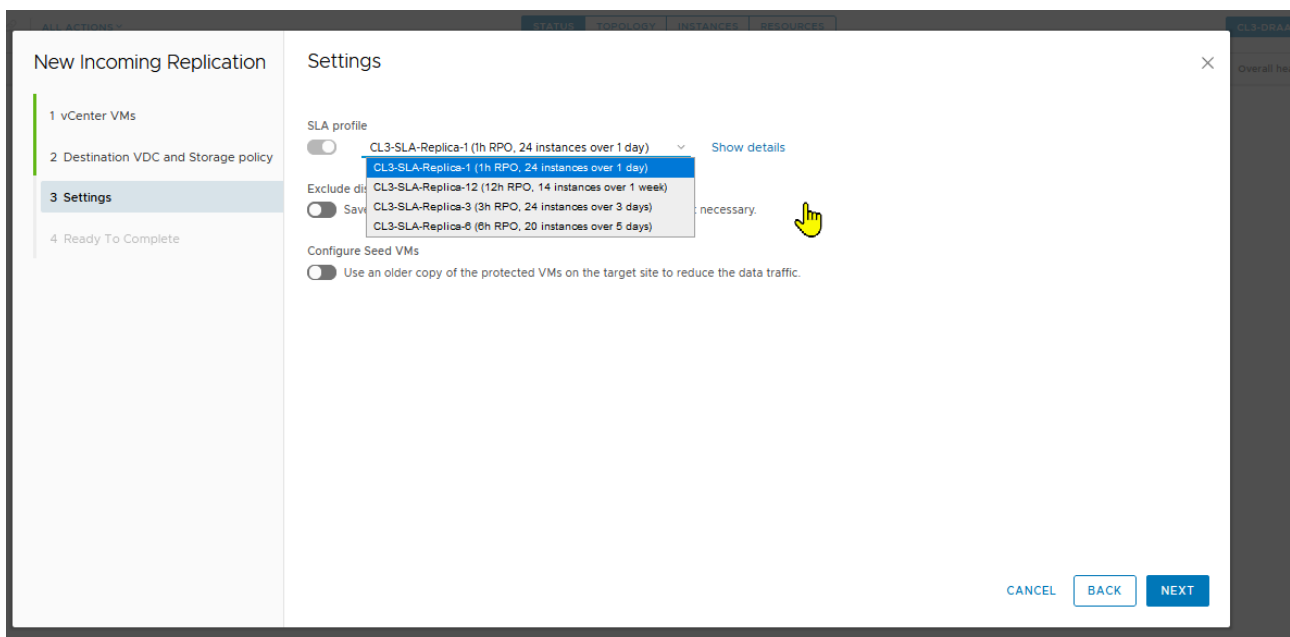 ALL ACTIONS
STATUS TOPOLOGY INSTANCES RESOURCES
CL3-DRAA
Overall hea
New Incoming Replication
1 vCenter VMs
2 Destination VDC and Storage policy
3 Settings
4 Ready To Complete
Settings
SLA profile
CL3-SLA-Replica-1 (1h RPO, 24 instances over 1 day)
Show details
CL3-SLA-Replica-1 (1h RPO, 24 instances over 1 day)
CL3-SLA-Replica-12 (12h RPO, 14 instances over 1 week)
CL3-SLA-Replica-3 (3h RPO, 24 instances over 3 days)
CL3-SLA-Replica-6 (6h RPO, 20 instances over 5 days)
Exclude dis
Save
necessary.
Configure Seed VMs
Use an older copy of the protected VMs on the target site to reduce the data traffic.
CANCEL BACK NEXT